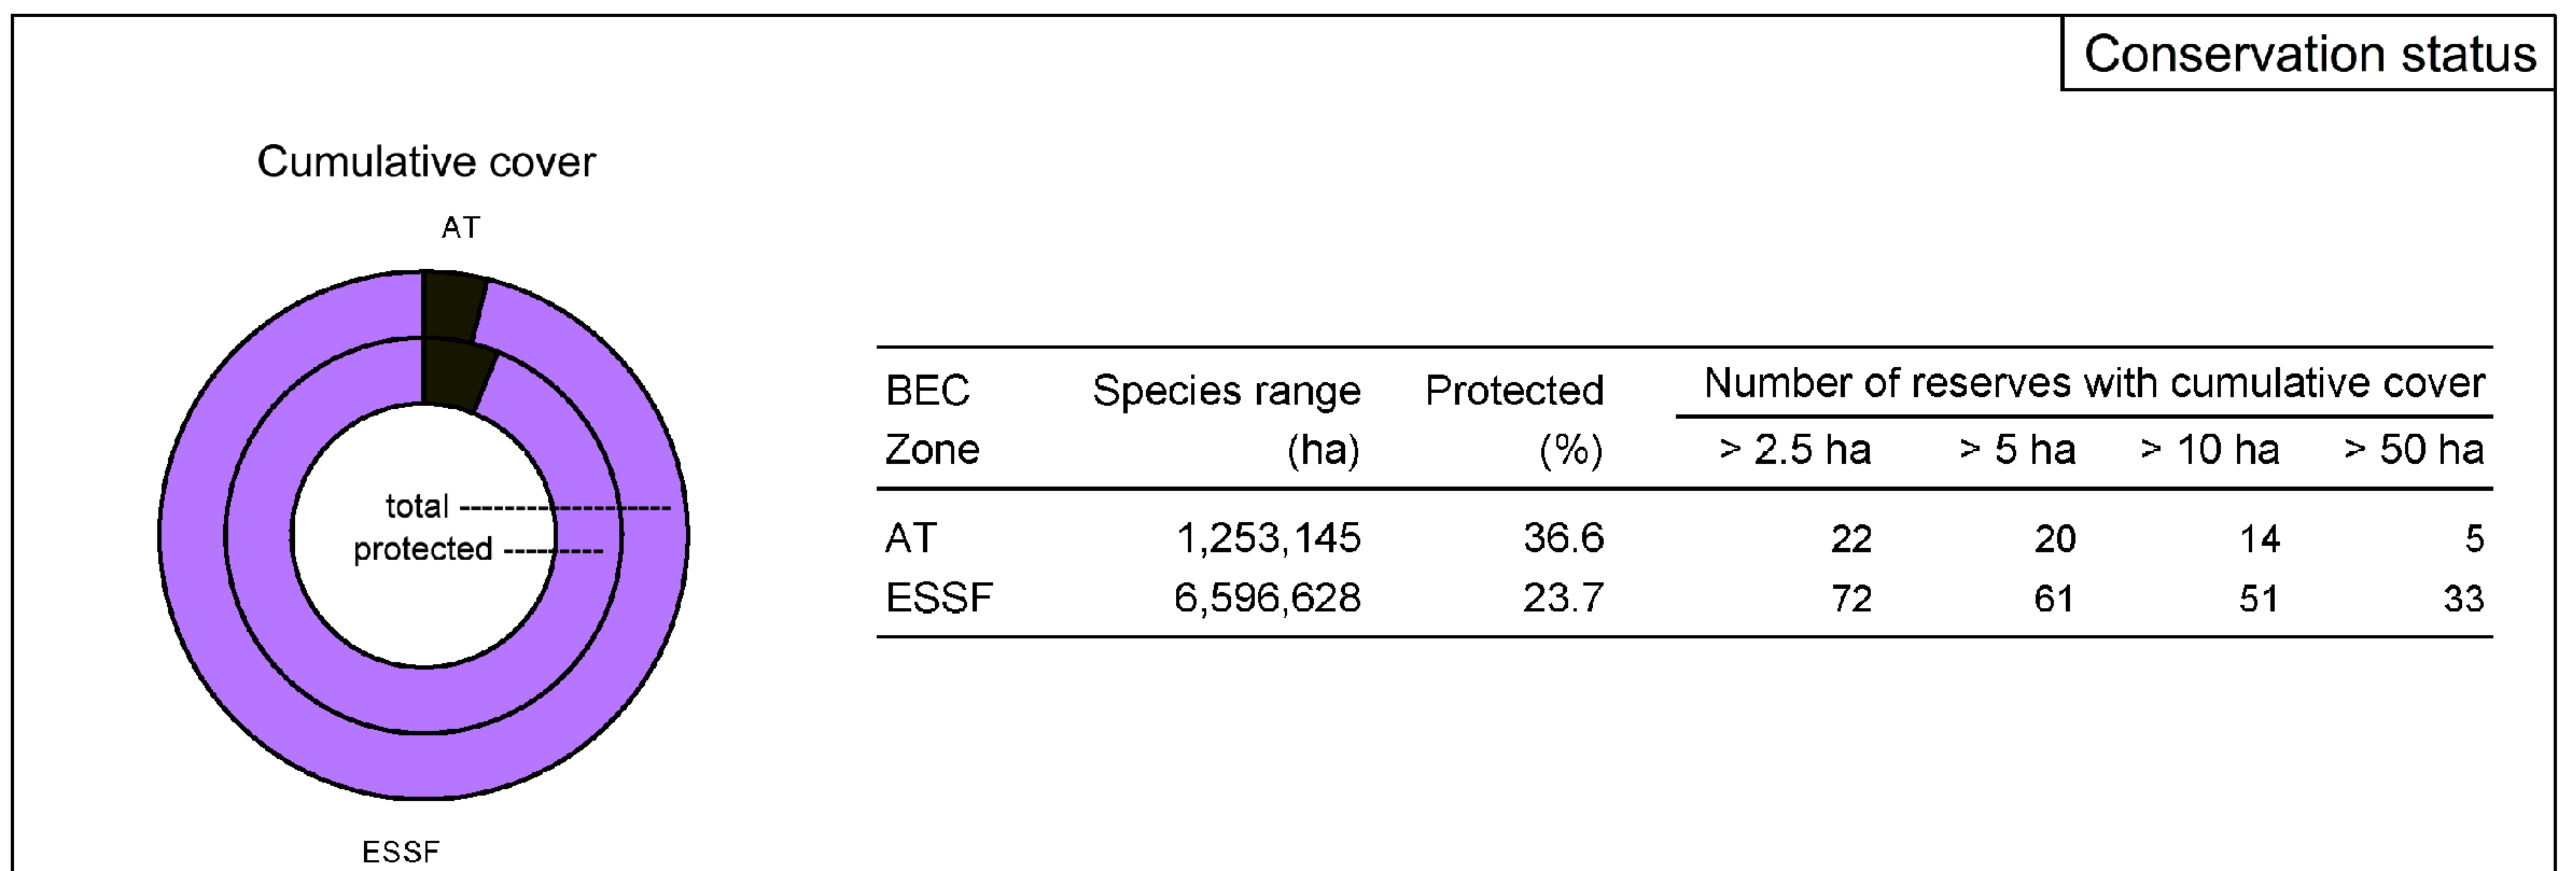 Conservation status
Cumulative cover
AT
total
protected
ESSF
BEC Species range Protected Number of reserves with cumulative cover
Zone (ha) (%) > 2.5 ha > 5 ha > 10 ha > 50 ha
AT 1,253,145 36.6 22 20 14 5
ESSF 6,596,628 23.7 72 61 51 33